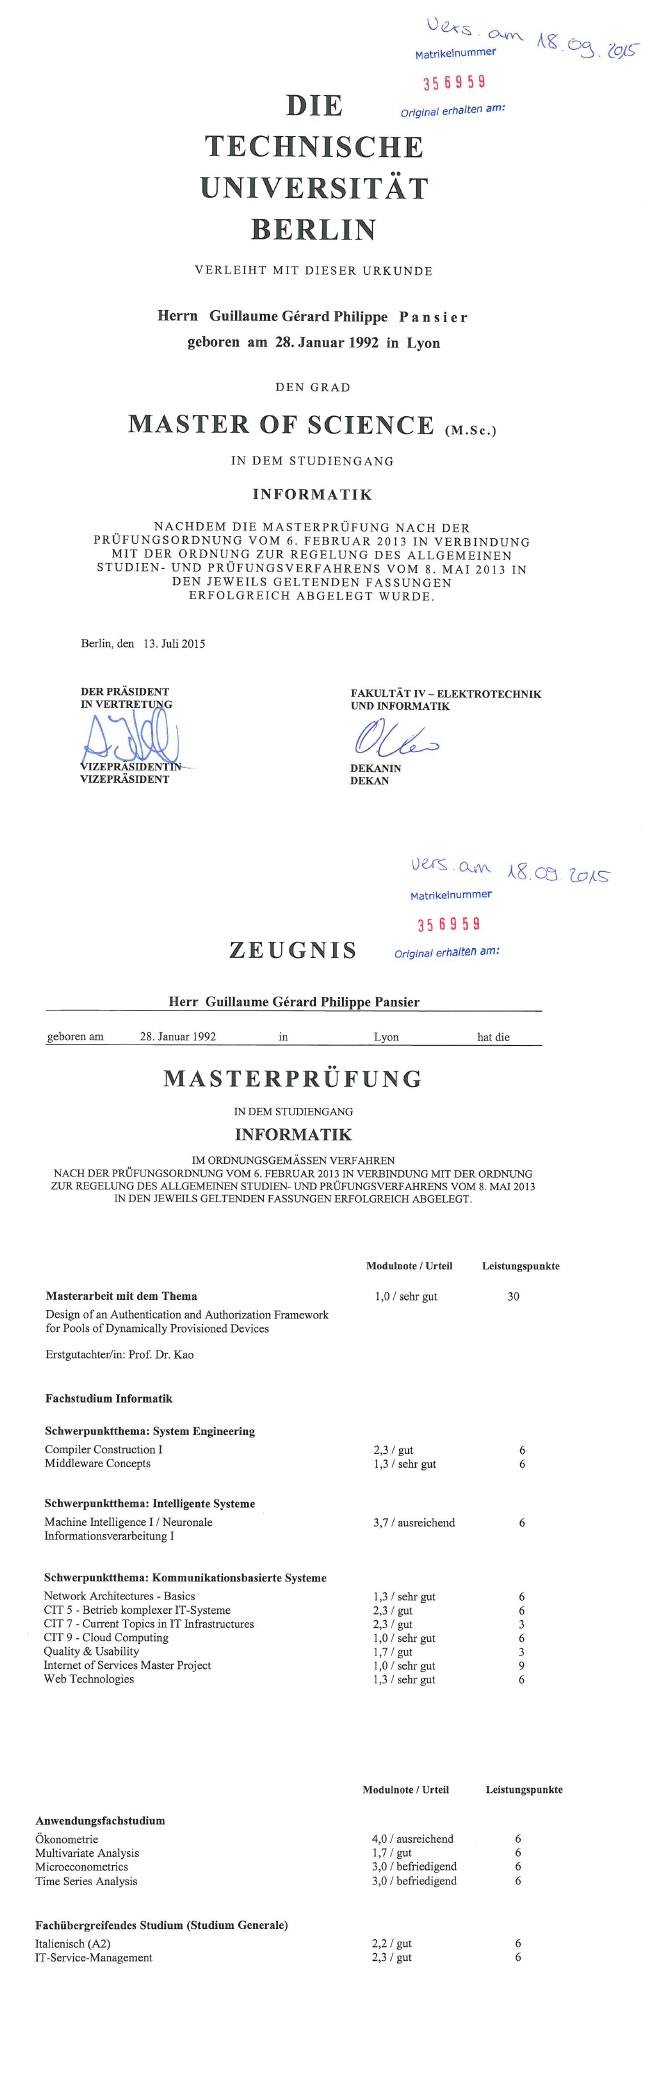 Vers. am 18.09.2015
Matrikelnummer
356959
Original erhalten am:
DIE
TECHNISCHE
UNIVERSITÄT
BERLIN
VERLEIHT MIT DIESER URKUNDE
Herrn Guillaume Gérard Philippe Pansier
geboren am 28. Januar 1992 in Lyon
DEN GRAD
MASTER OF SCIENCE (M.Sc.)
IN DEM STUDIENGANG
INFORMATIK
NACHDEM DIE MASTERPRÜFUNG NACH DER
PRÜFUNGSORDNUNG VOM 6. FEBRUAR 2013 IN VERBINDUNG
MIT DER ORDNUNG ZUR REGELUNG DES ALLGEMEINEN
STUDIEN- UND PRÜFUNGSVERFAHRENS VOM 8. MAI 2013 IN
DEN JEWEILS GELTENDEN FASSUNGEN
ERFOLGREICH ABGELEGT WURDE.
Berlin, den 13. Juli 2015
DER PRÄSIDENT
IN VERTRETUNG
VIZEPRÄSIDENTIN
VIZEPRÄSIDENT
FAKULTÄT IV – ELEKTROTECHNIK
UND INFORMATIK
DEKANIN
DEKAN
vers. am 18.09.2015
Matrikelnummer
356959
Original erhalten am:
ZEUGNIS
Herr Guillaume Gérard Philippe Pansier
geboren am 28. Januar 1992 in Lyon hat die
MASTERPRÜFUNG
IN DEM STUDIENGANG
INFORMATIK
IM ORDNUNGSGEMÄSSEN VERFAHREN
NACH DER PRÜFUNGSORDNUNG VOM 6. FEBRUAR 2013 IN VERBINDUNG MIT DER ORDNUNG
ZUR REGELUNG DES ALLGEMEINEN STUDIEN- UND PRÜFUNGSVERFAHRENS VOM 8. MAI 2013
IN DEN JEWEILS GELTENDEN FASSUNGEN ERFOLGREICH ABGELEGT.
Modulnote / Urteil Leistungspunkte
Masterarbeit mit dem Thema 1,0 / sehr gut 30
Design of an Authentication and Authorization Framework
for Pools of Dynamically Provisioned Devices
Erstgutachter/in: Prof. Dr. Kao
Fachstudium Informatik
Schwerpunktthema: System Engineering
Compiler Construction I 2,3 / gut 6
Middleware Concepts 1,3 / sehr gut 6
Schwerpunktthema: Intelligente Systeme
Machine Intelligence I / Neuronale 3,7 / ausreichend 6
Informationsverarbeitung I
Schwerpunktthema: Kommunikationsbasierte Systeme
Network Architectures - Basics 1,3 / sehr gut 6
CIT 5 - Betrieb komplexer IT-Systeme 2,3 / gut 6
CIT 7 - Current Topics in IT Infrastructures 2,3 / gut 3
CIT 9 - Cloud Computing 1,0 / sehr gut 6
Quality & Usability 1,7 / gut 3
Internet of Services Master Project 1,0 / sehr gut 9
Web Technologies 1,3 / sehr gut 6
Modulnote / Urteil Leistungspunkte
Anwendungsfachstudium
Ökonometrie 4,0 / ausreichend 6
Multivariate Analysis 1,7 / gut 6
Microeconometrics 3,0 / befriedigend 6
Time Series Analysis 3,0 / befriedigend 6
Fachübergreifendes Studium (Studium Generale)
Italienisch (A2) 2,2 / gut 6
IT-Service-Management 2,3 / gut 6